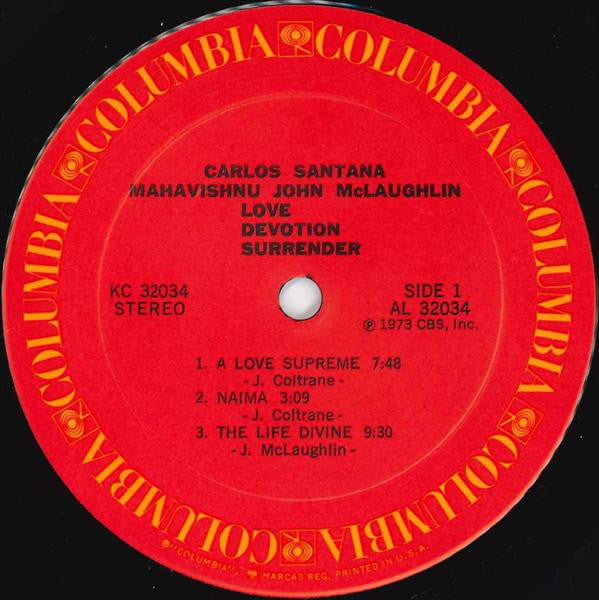 COLUMBIA COLUMBIA COLUMBIA COLUMBIA COLUMBIA COLUMBIA
CARLOS SANTANA
MAHAVISHNU JOHN McLAUGHLIN
LOVE
DEVOTION
SURRENDER
KC 32034
STEREO
SIDE 1
AL 32034
℗ 1973 CBS, Inc.
1. A LOVE SUPREME 7:48
- J. Coltrane -
2. NAIMA 3:09
- J. Coltrane -
3. THE LIFE DIVINE 9:30
- J. McLaughlin -
"COLUMBIA", MARCAS REG. PRINTED IN U.S.A.